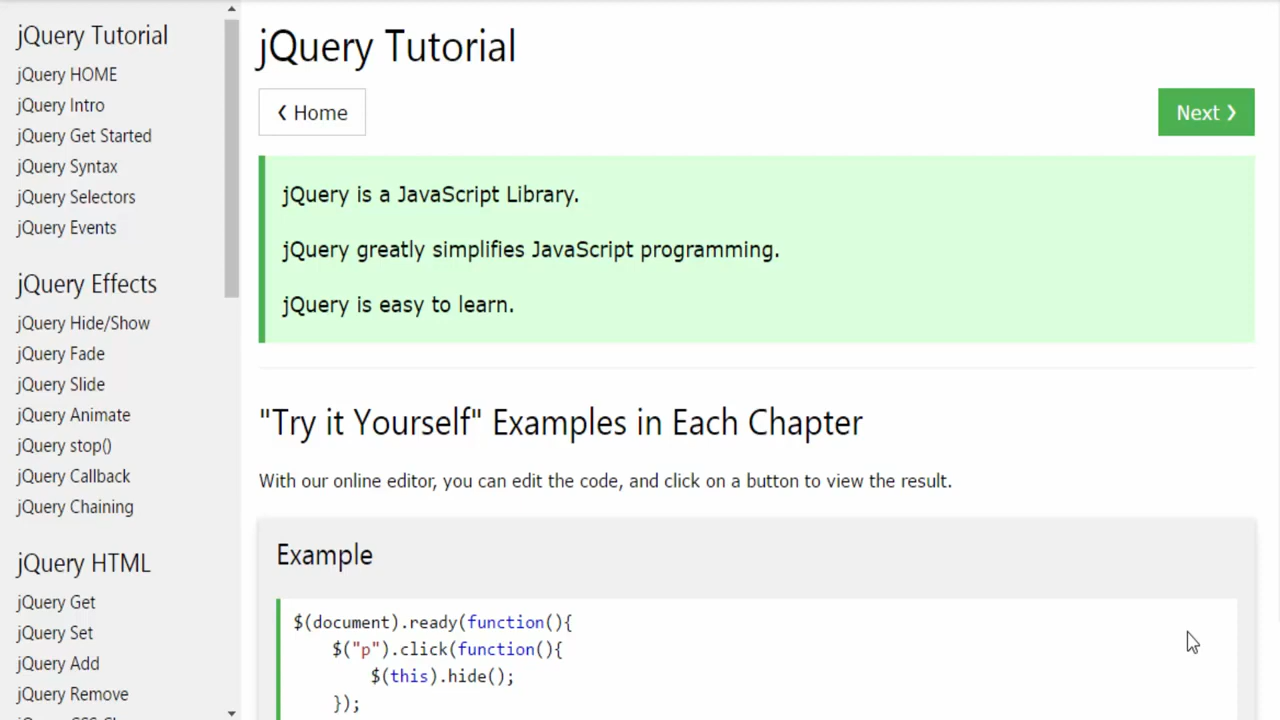 jQuery Tutorial
jQuery HOME
jQuery Intro
jQuery Get Started
jQuery Syntax
jQuery Selectors
jQuery Events
jQuery Effects
jQuery Hide/Show
jQuery Fade
jQuery Slide
jQuery Animate
jQuery stop()
jQuery Callback
jQuery Chaining
jQuery HTML
jQuery Get
jQuery Set
jQuery Add
jQuery Remove
jQuery Tutorial
❮ Home
Next ❯
jQuery is a JavaScript Library.
jQuery greatly simplifies JavaScript programming.
jQuery is easy to learn.
"Try it Yourself" Examples in Each Chapter
With our online editor, you can edit the code, and click on a button to view the result.
Example
$(document).ready(function(){
    $("p").click(function(){
        $(this).hide();
    });